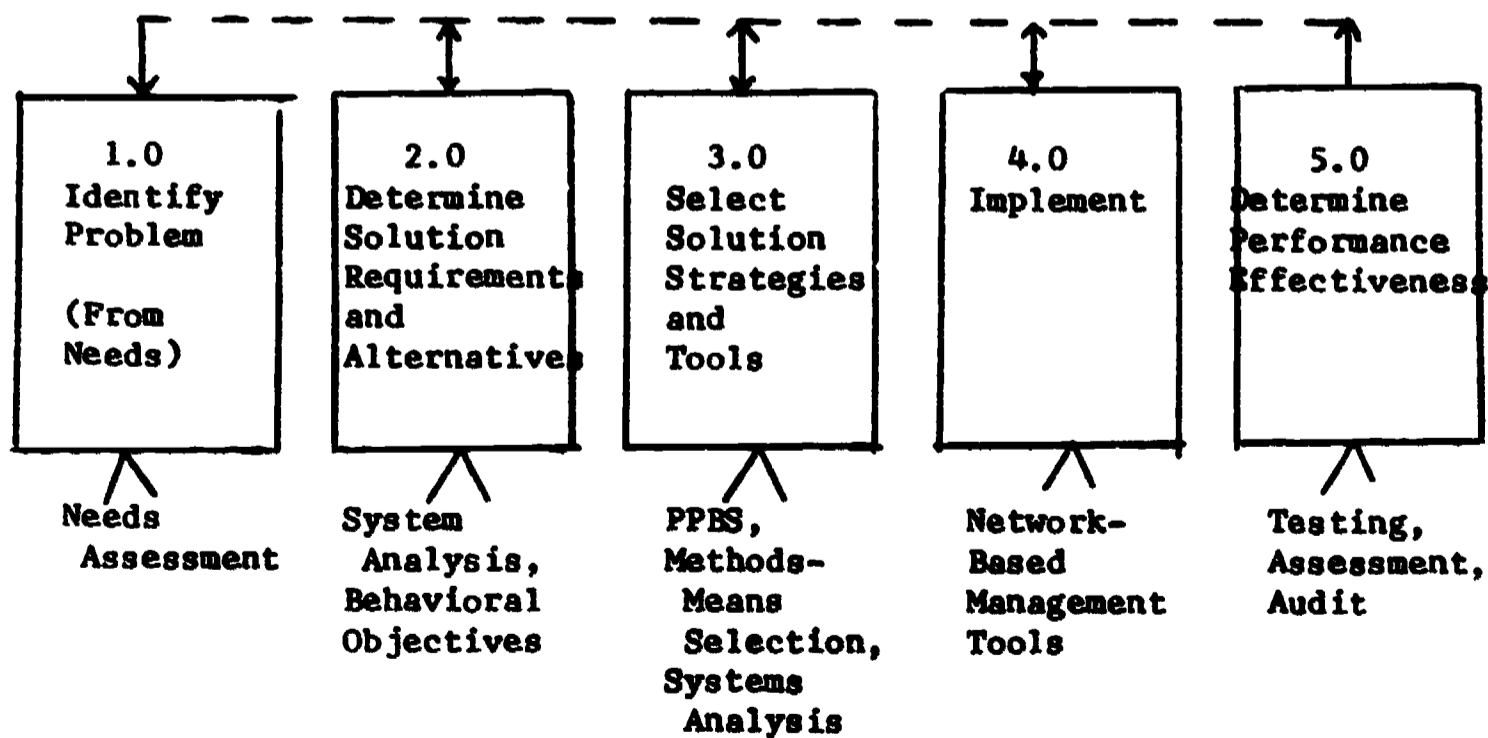 1.0
Identify
Problem
(From
Needs)
2.0
Determine
Solution
Requirements
and
Alternatives
3.0
Select
Solution
Strategies
and
Tools
4.0
Implement
5.0
Determine
Performance
Effectiveness
Needs
Assessment
System
Analysis,
Behavioral
Objectives
PPBS,
Methods-
Means
Selection,
Systems
Analysis
Network-
Based
Management
Tools
Testing,
Assessment,
Audit